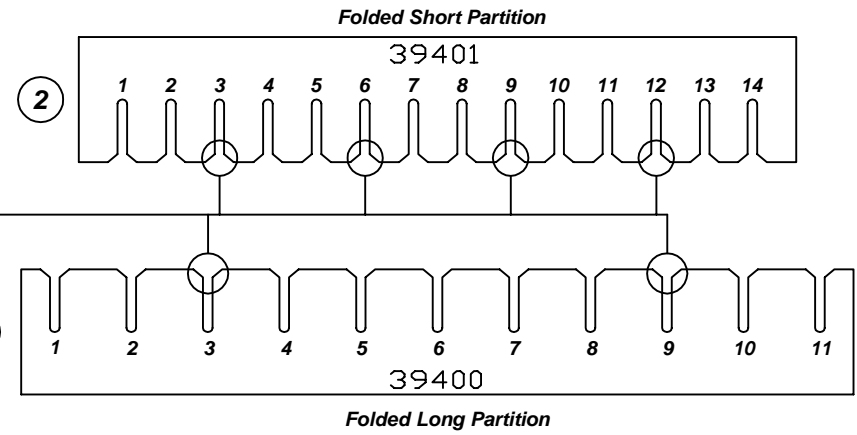 Folded Short Partition
39401
2
1 2 3 4 5 6 7 8 9 10 11 12 13 14
1 2 3 4 5 6 7 8 9 10 11
39400
Folded Long Partition